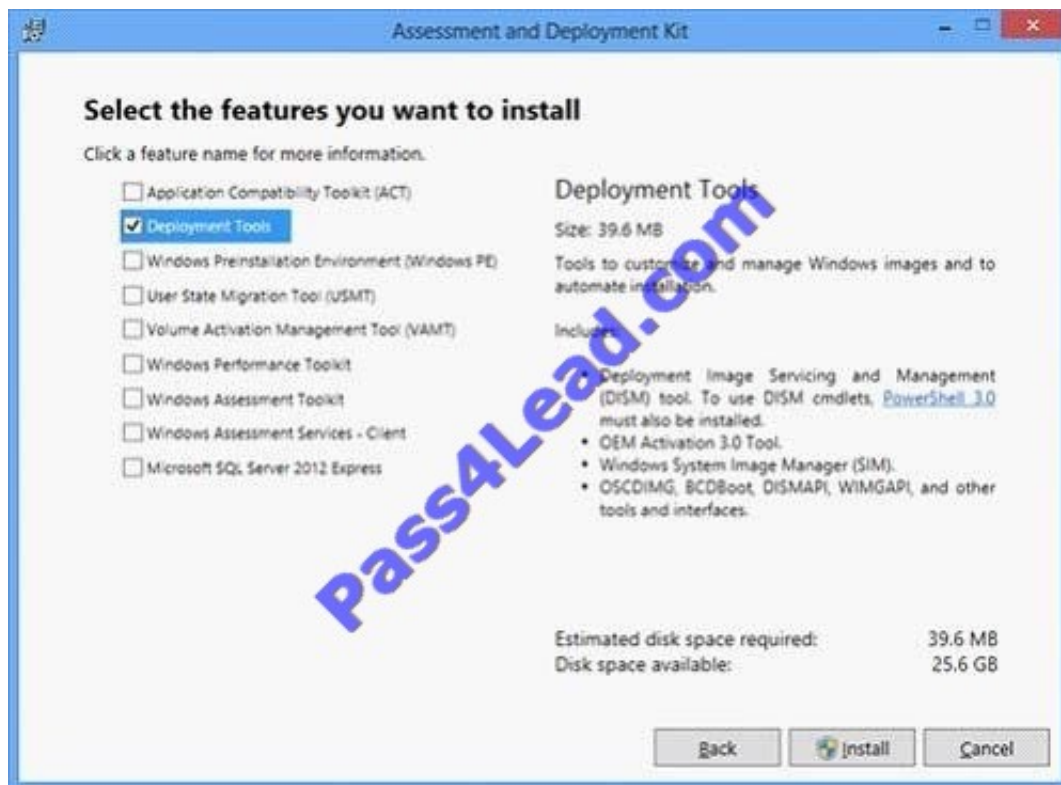 Assessment and Deployment Kit
Select the features you want to install
Click a feature name for more information.
Application Compatibility Toolkit (ACT)
Deployment Tools
Windows Preinstallation Environment (Windows PE)
User State Migration Tool (USMT)
Volume Activation Management Tool (VAMT)
Windows Performance Toolkit
Windows Assessment Toolkit
Windows Assessment Services - Client
Microsoft SQL Server 2012 Express
Deployment Tools
Size: 39.6 MB
Tools to customize and manage Windows images and to
automate installation.
Includes:
• Deployment Image Servicing and Management
(DISM) tool. To use DISM cmdlets, PowerShell 3.0
must also be installed.
• OEM Activation 3.0 Tool.
• Windows System Image Manager (SIM).
• OSCDIMG, BCDBoot, DISMAPI, WIMGAPI, and other
tools and interfaces.
Pass4Lead.com
Estimated disk space required: 39.6 MB
Disk space available: 25.6 GB
Back
Install
Cancel